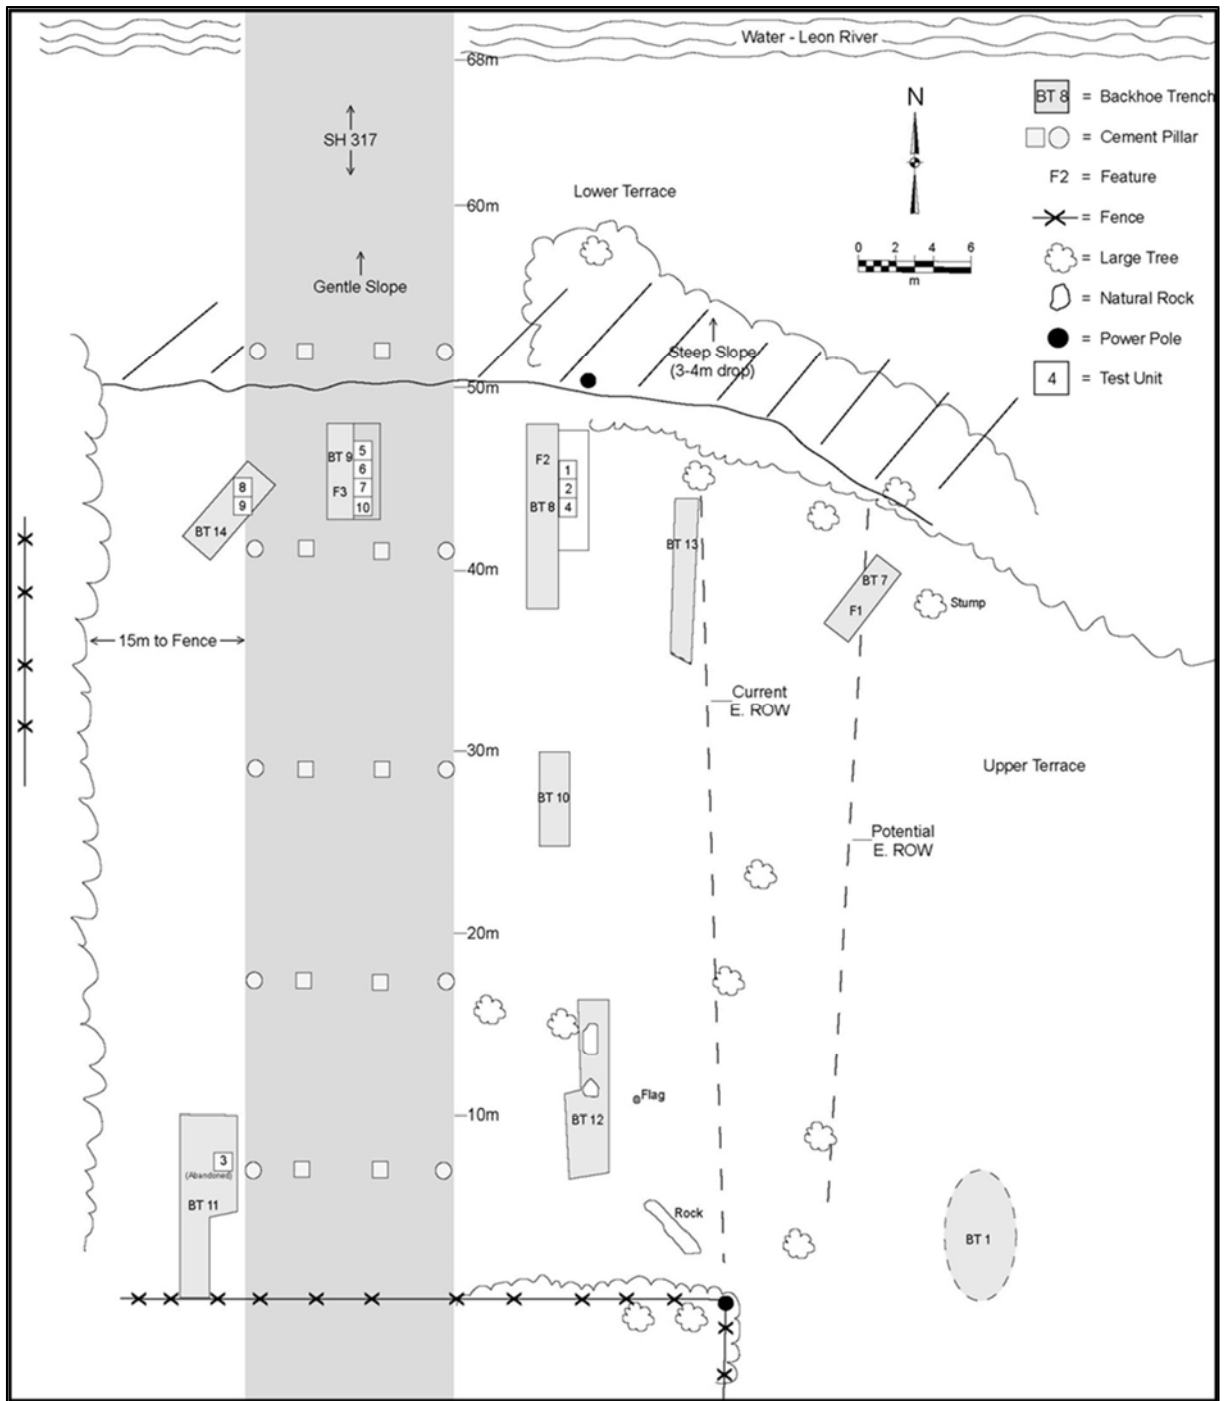 Water - Leon River
68m
N
BT 8 = Backhoe Trench
= Cement Pillar
F2 = Feature
= Fence
= Large Tree
= Natural Rock
= Power Pole
4 = Test Unit
SH 317
Lower Terrace
60m
0 2 4 6
m
Gentle Slope
Steep Slope
(3-4m drop)
50m
BT 9
F3
5
6
7
10
F2
BT 8
1
2
4
8
9
BT 14
BT 13
BT 7
F1
Stump
40m
15m to Fence
Current
E. ROW
30m
Upper Terrace
BT 10
Potential
E. ROW
20m
Flag
10m
BT 12
3
(Abandoned)
BT 11
Rock
BT 1